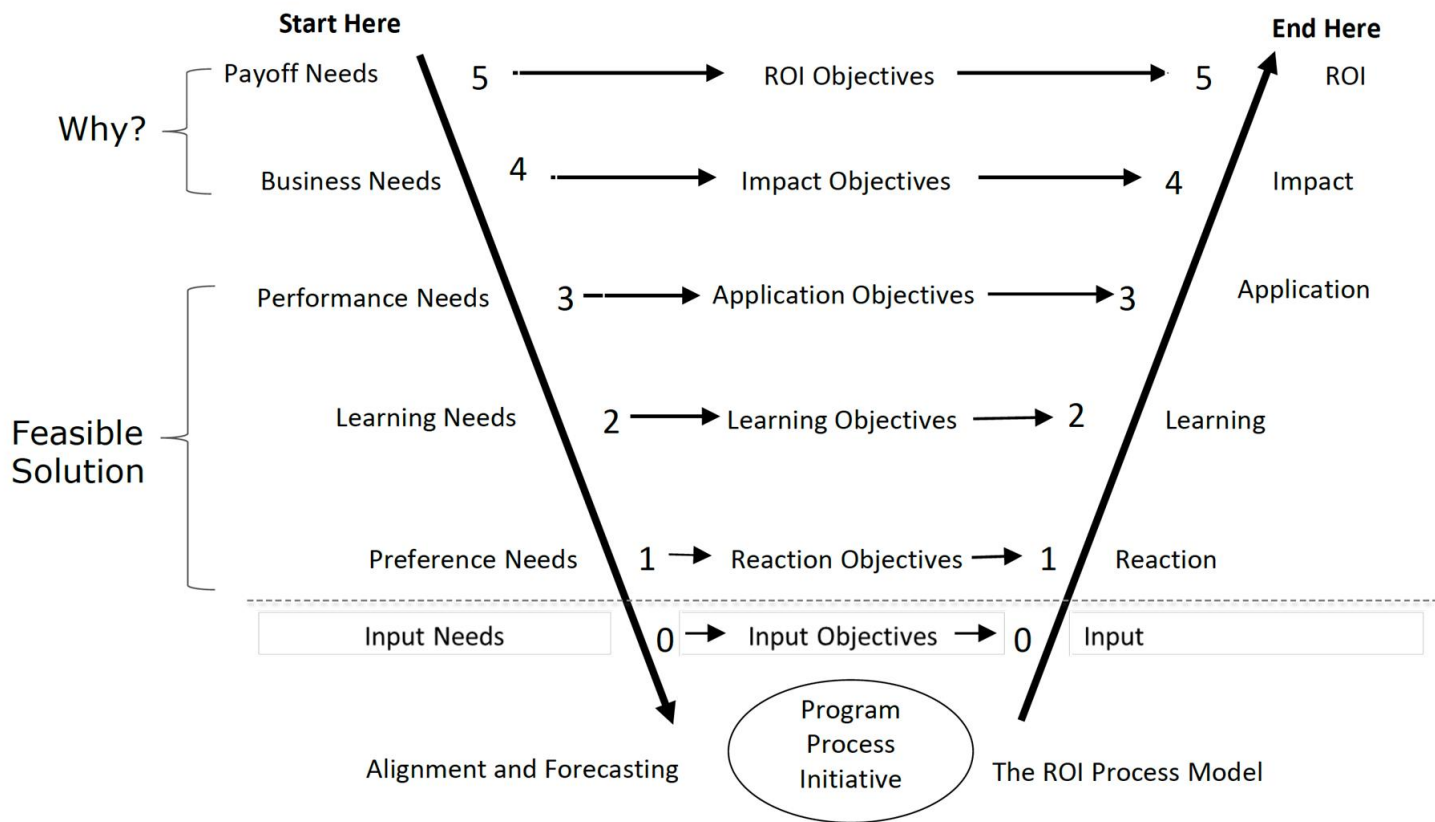 Start Here
End Here
Payoff Needs 5 ROI Objectives 5 ROI
Why?
Business Needs 4 Impact Objectives 4 Impact
Performance Needs 3 Application Objectives 3 Application
Learning Needs 2 Learning Objectives 2 Learning
Feasible
Solution
Preference Needs 1 Reaction Objectives 1 Reaction
Input Needs 0 Input Objectives 0 Input
Program
Process
Initiative
Alignment and Forecasting
The ROI Process Model